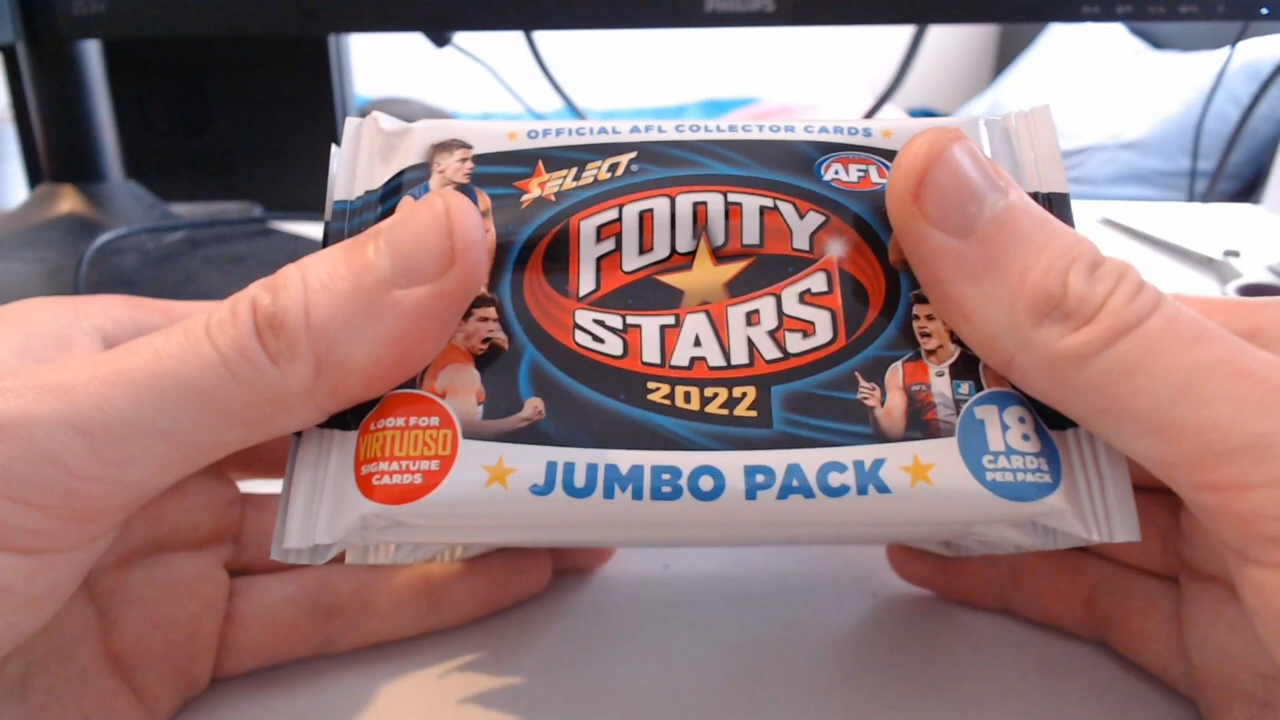 PHILIPS
★ OFFICIAL AFL COLLECTOR CARDS ★
SELECT
AFL
FOOTY
STARS
2022
LOOK FOR
VIRTUOSO
SIGNATURE
CARDS
JUMBO PACK
18
CARDS
PER PACK